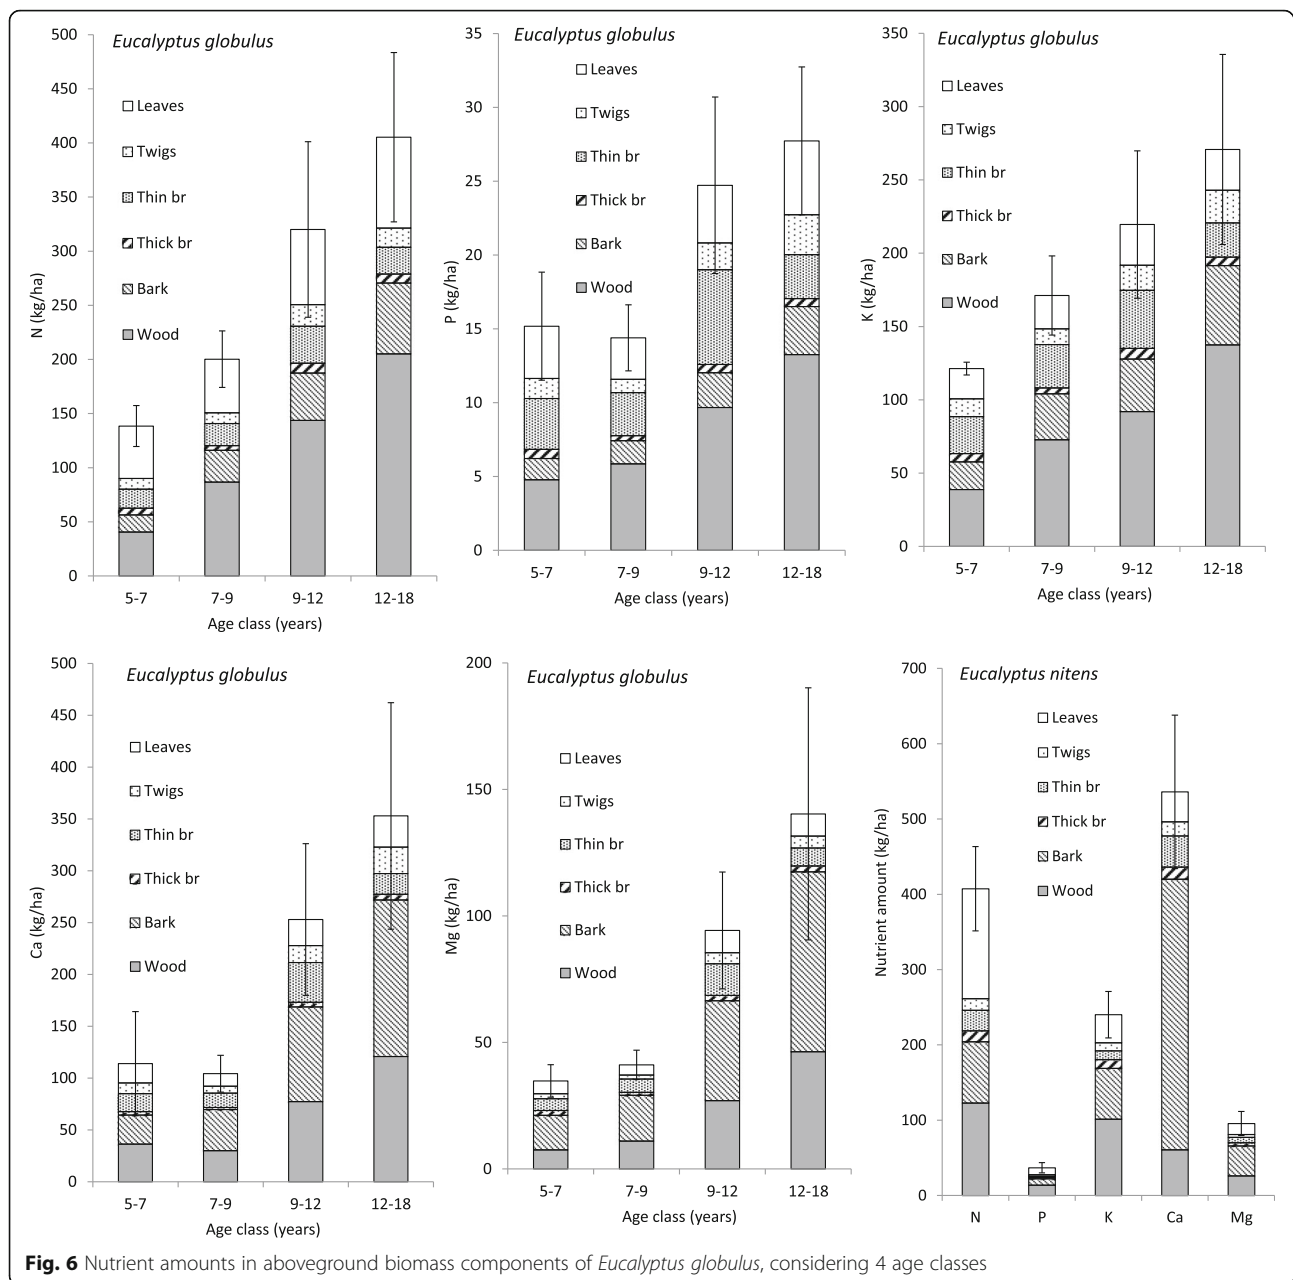 Eucalyptus globulus
500
450
400
350
300
250
200
150
100
50
0
N (kg/ha)
Leaves
Twigs
Thin br
Thick br
Bark
Wood
5-7 7-9 9-12 12-18
Age class (years)
Eucalyptus globulus
35
30
25
20
15
10
5
0
P (kg/ha)
Leaves
Twigs
Thin br
Thick br
Bark
Wood
5-7 7-9 9-12 12-18
Age class (years)
Eucalyptus globulus
350
300
250
200
150
100
50
0
K (kg/ha)
Leaves
Twigs
Thin br
Thick br
Bark
Wood
5-7 7-9 9-12 12-18
Age class (years)
Eucalyptus globulus
500
450
400
350
300
250
200
150
100
50
0
Ca (kg/ha)
Leaves
Twigs
Thin br
Thick br
Bark
Wood
5-7 7-9 9-12 12-18
Age class (years)
Eucalyptus globulus
200
150
100
50
0
Mg (kg/ha)
Leaves
Twigs
Thin br
Thick br
Bark
Wood
5-7 7-9 9-12 12-18
Age class (years)
Eucalyptus nitens
700
600
500
400
300
200
100
0
Nutrient amount (kg/ha)
Leaves
Twigs
Thin br
Thick br
Bark
Wood
N P K Ca Mg
Fig. 6 Nutrient amounts in aboveground biomass components of Eucalyptus globulus, considering 4 age classes